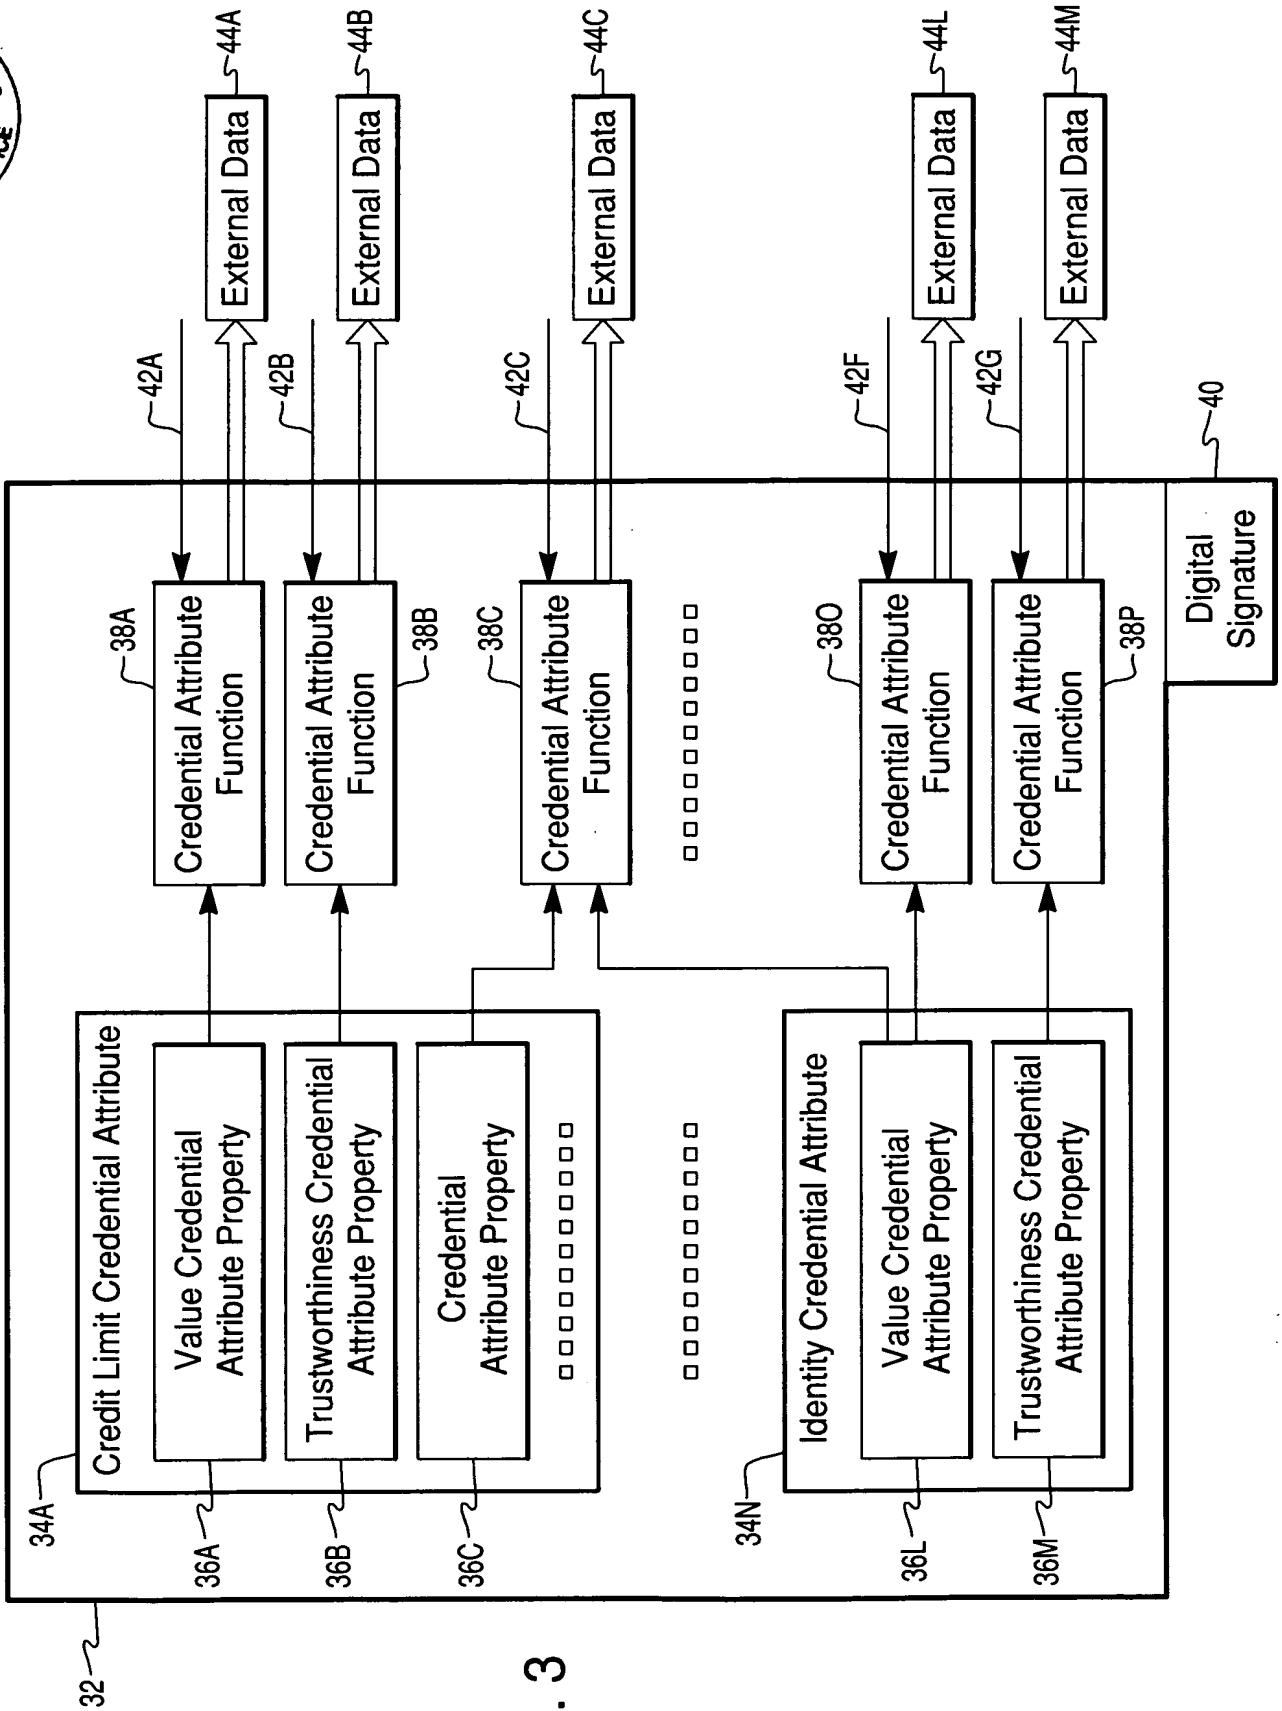 32
34A
Credit Limit Credential Attribute
36A
Value Credential
Attribute Property
38A
Credential Attribute
Function
42A
External Data
44A
36B
Trustworthiness Credential
Attribute Property
38B
Credential Attribute
Function
42B
External Data
44B
36C
Credential
Attribute Property
38C
Credential Attribute
Function
42C
External Data
44C
34N
Identity Credential Attribute
36L
Value Credential
Attribute Property
38O
Credential Attribute
Function
42F
External Data
44L
36M
Trustworthiness Credential
Attribute Property
38P
Credential Attribute
Function
42G
External Data
44M
Digital
Signature
40
. 3